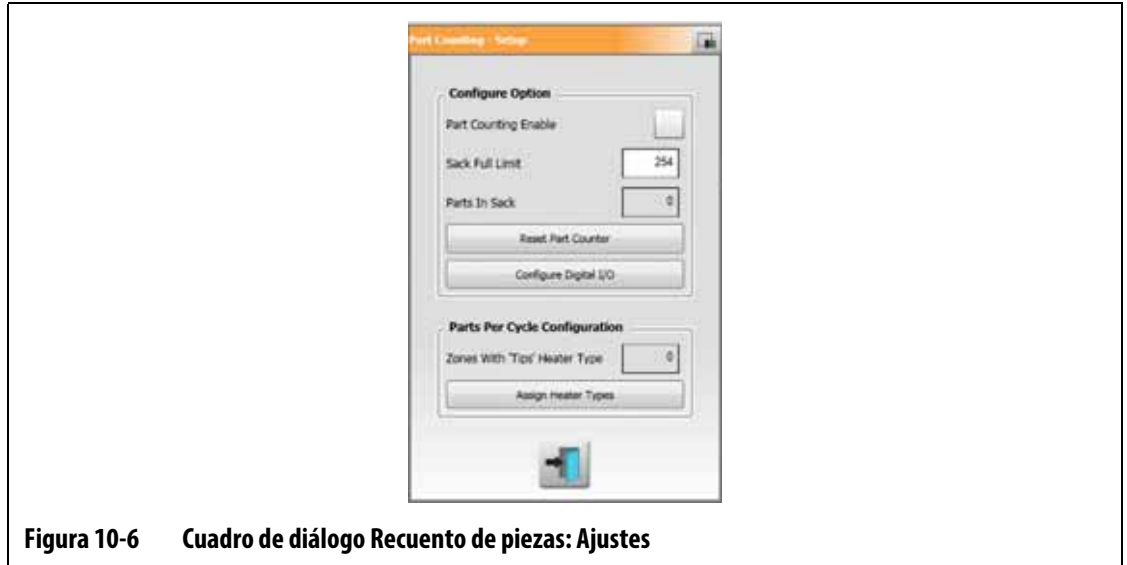 Part Counting - Setup
Configure Option
Part Counting Enable
Sack Full Limit 254
Parts In Sack 0
Reset Part Counter
Configure Digital I/O
Parts Per Cycle Configuration
Zones With 'Tips' Heater Type 0
Assign Heater Types
Figura 10-6 Cuadro de diálogo Recuento de piezas: Ajustes